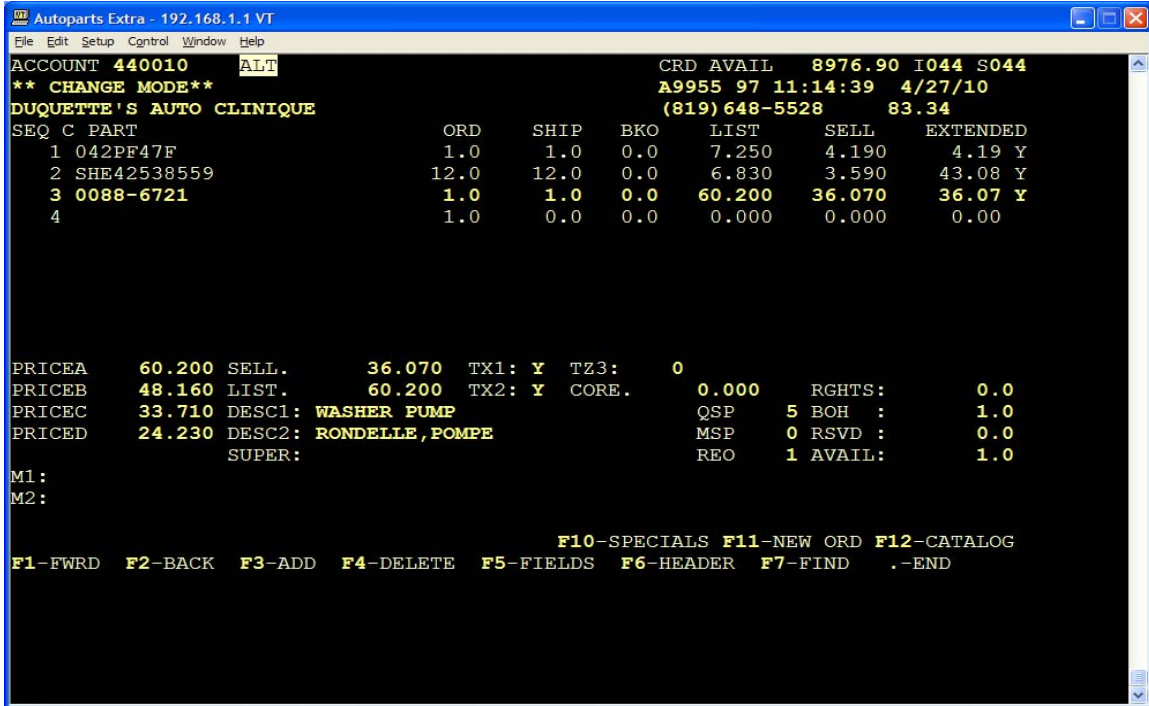 Autoparts Extra - 192.168.1.1 VT
File Edit Setup Control Window Help
ACCOUNT 440010 ALT CRD AVAIL 8976.90 I044 S044
** CHANGE MODE** A9955 97 11:14:39 4/27/10
DUQUETTE'S AUTO CLINIQUE (819)648-5528 83.34
SEQ C PART ORD SHIP BKO LIST SELL EXTENDED
1 042PF47F 1.0 1.0 0.0 7.250 4.190 4.19 Y
2 SHE42538559 12.0 12.0 0.0 6.830 3.590 43.08 Y
3 0088-6721 1.0 1.0 0.0 60.200 36.070 36.07 Y
4 1.0 0.0 0.0 0.000 0.000 0.00
PRICEA 60.200 SELL. 36.070 TX1: Y TZ3: 0
PRICEB 48.160 LIST. 60.200 TX2: Y CORE. 0.000 RGHTS: 0.0
PRICEC 33.710 DESC1: WASHER PUMP QSP 5 BOH : 1.0
PRICED 24.230 DESC2: RONDELLE,POMPE MSP 0 RSVD : 0.0
SUPER: REO 1 AVAIL: 1.0
M1:
M2:
F10-SPECIALS F11-NEW ORD F12-CATALOG
F1-FWRD F2-BACK F3-ADD F4-DELETE F5-FIELDS F6-HEADER F7-FIND .-END